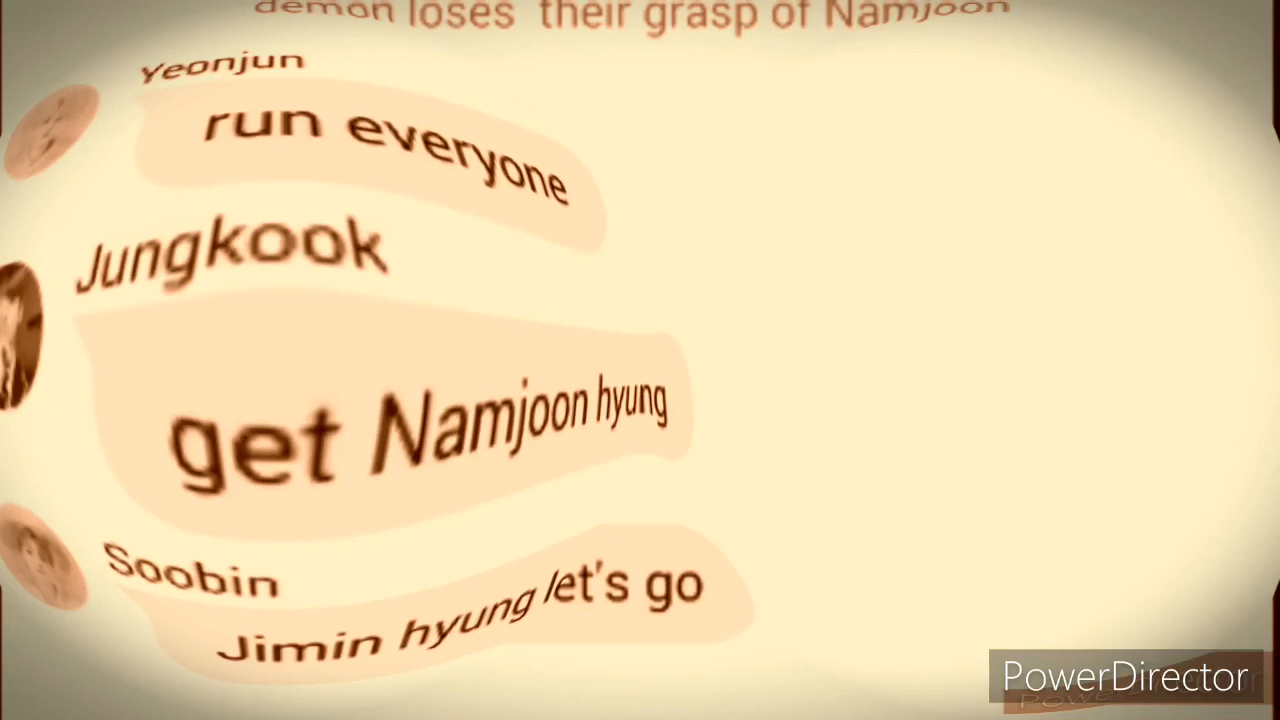 demon loses their grasp of Namjoon
Yeonjun
run everyone
Jungkook
get Namjoon hyung
Soobin
Jimin hyung let's go
PowerDirector
PowerDirector